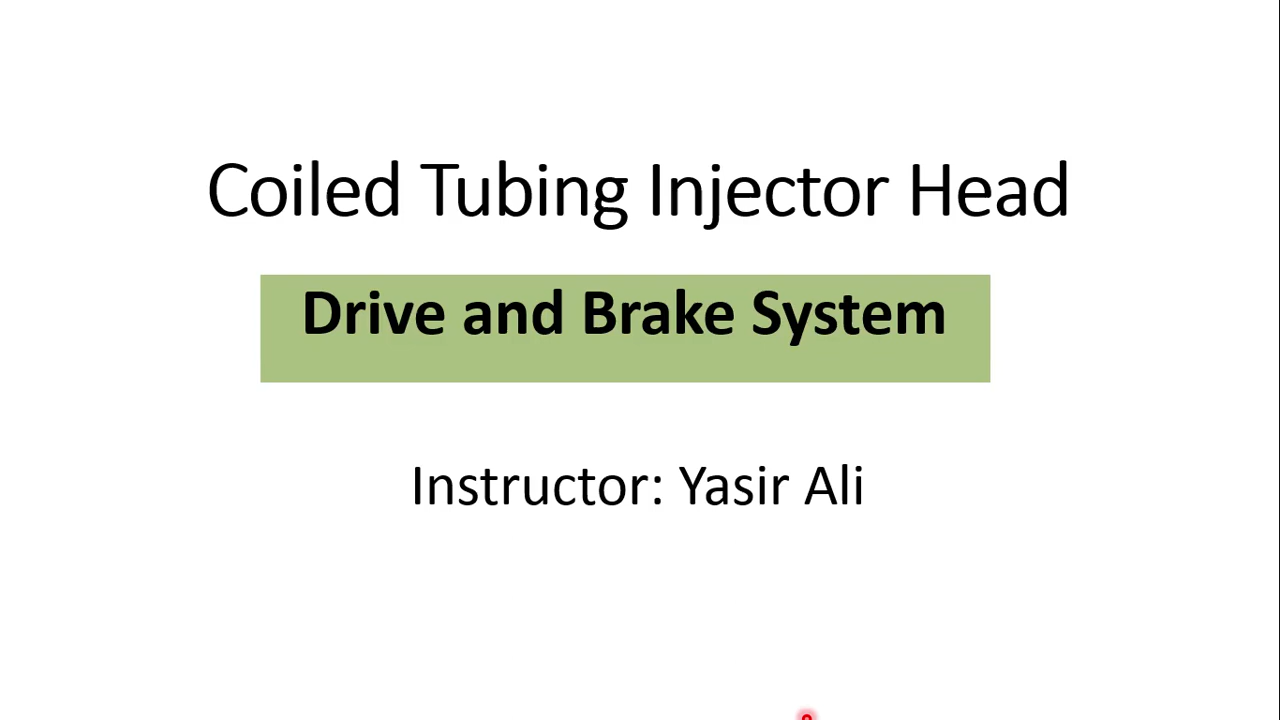 Coiled Tubing Injector Head
Drive and Brake System
Instructor: Yasir Ali